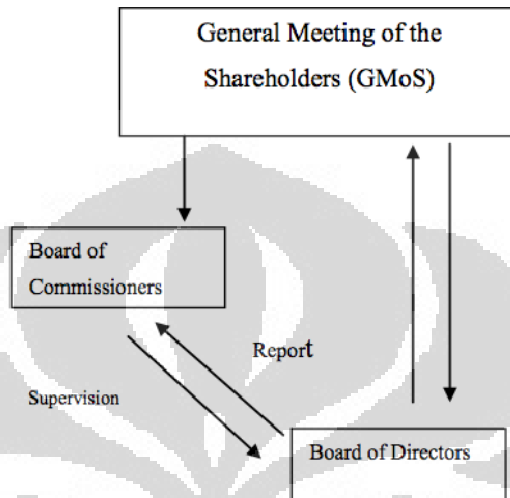 General Meeting of the
Shareholders (GMoS)
Board of
Commissioners
Report
Supervision
Board of Directors